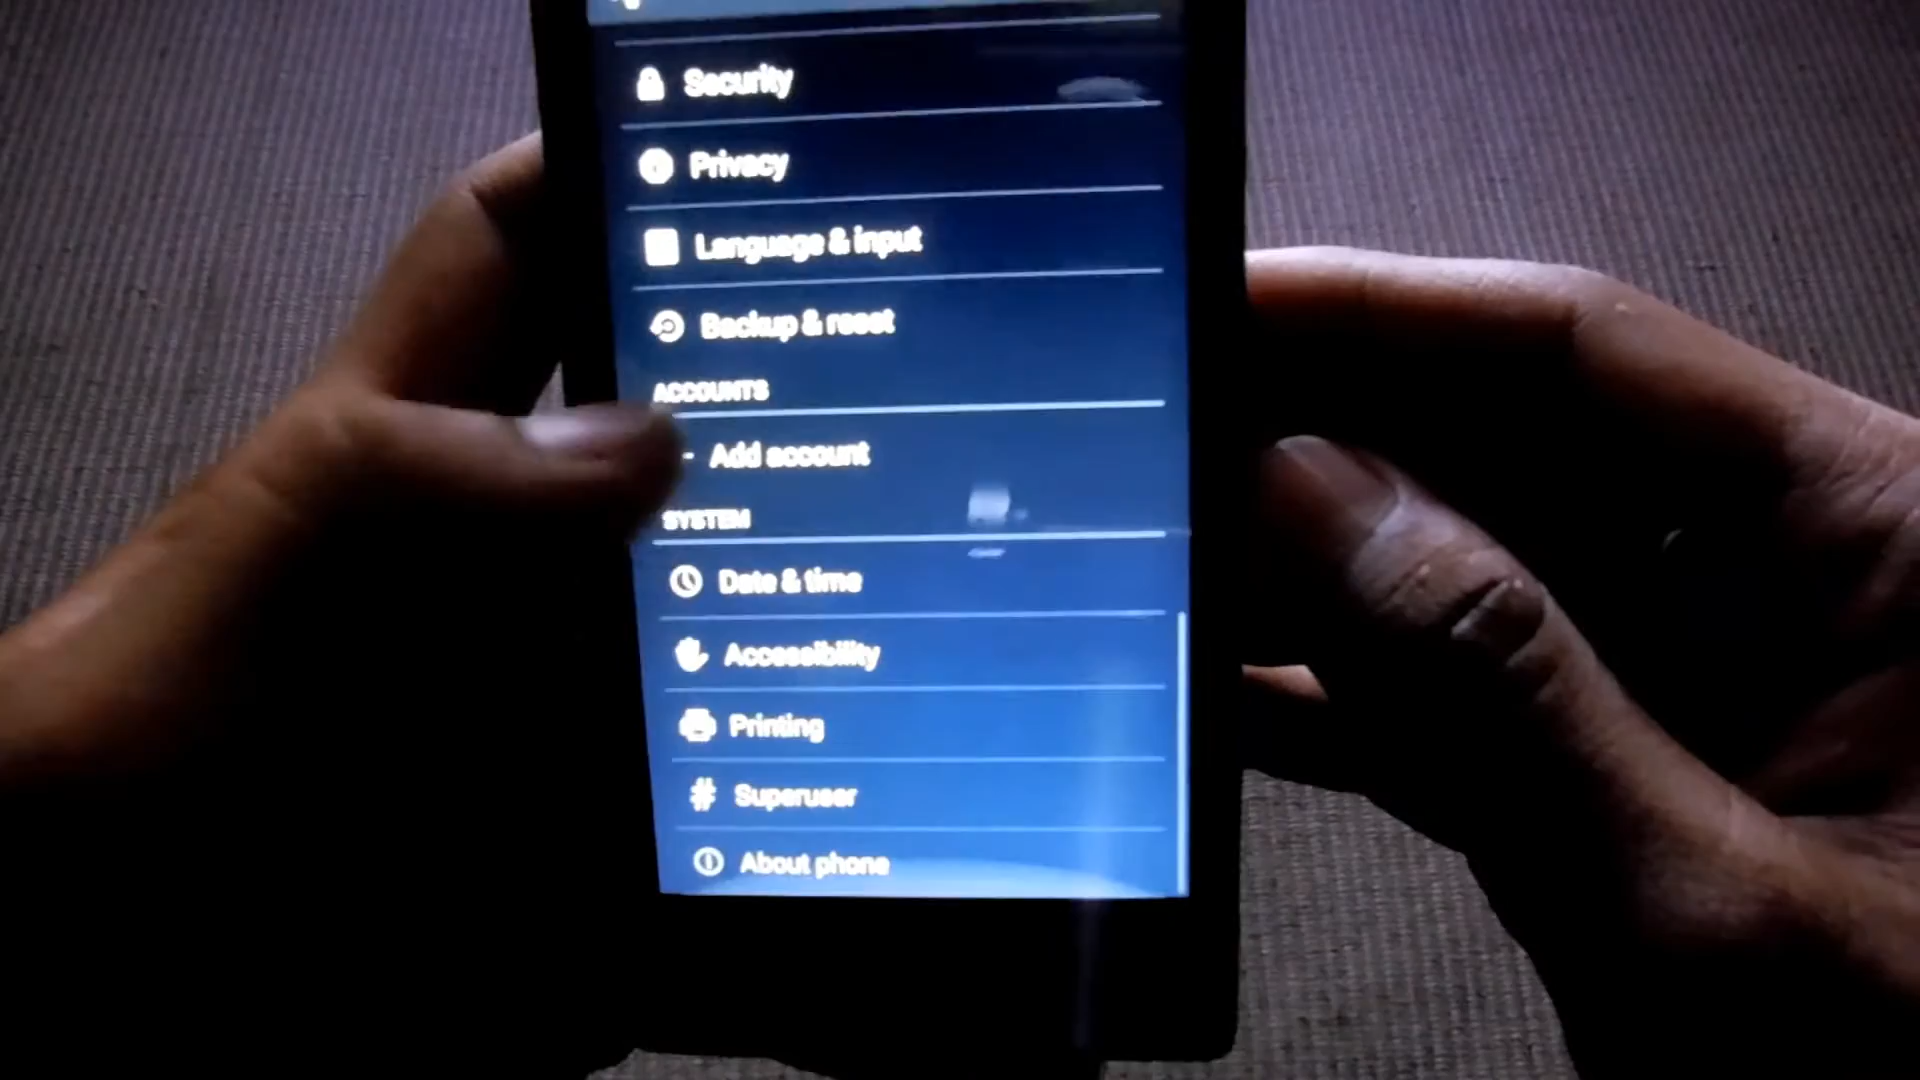 Security
Privacy
Language & input
Backup & reset
ACCOUNTS
Add account
SYSTEM
Date & time
Accessibility
Printing
# Superuser
About phone